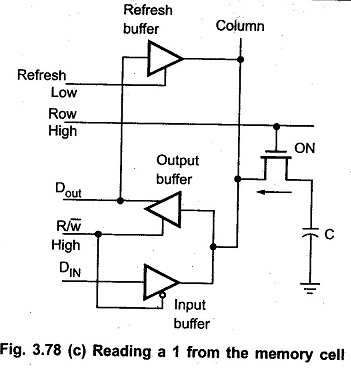 Refresh
buffer
Column
Refresh
Low
Row
High
ON
Output
buffer
Dout
R/w̅
High
C
DIN
Input
buffer
Fig. 3.78 (c) Reading a 1 from the memory cell